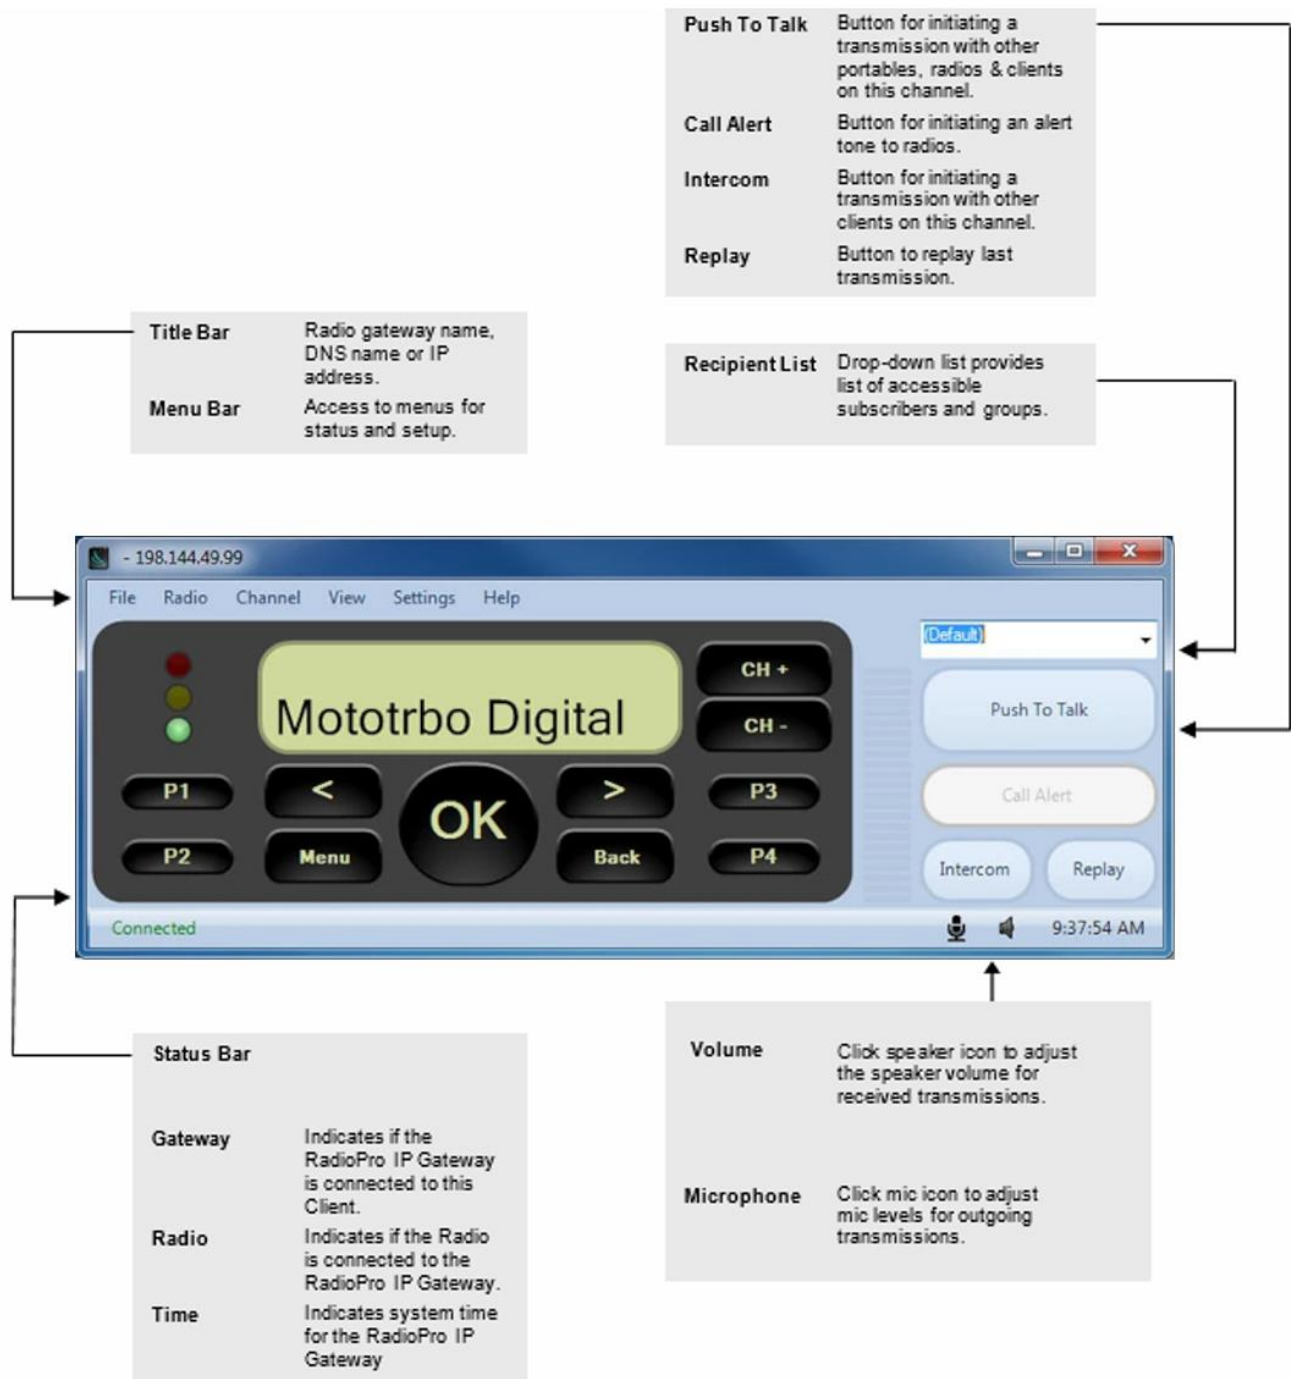 Push To Talk Button for initiating a
transmission with other
portables, radios & clients
on this channel.
Call Alert Button for initiating an alert
tone to radios.
Intercom Button for initiating a
transmission with other
clients on this channel.
Replay Button to replay last
transmission.
Title Bar Radio gateway name,
DNS name or IP
address.
Menu Bar Access to menus for
status and setup.
Recipient List Drop-down list provides
list of accessible
subscribers and groups.
- 198.144.49.99
File Radio Channel View Settings Help
(Default)
Mototrbo Digital
CH +
CH -
Push To Talk
P1 < OK > P3
Call Alert
P2 Menu Back P4
Intercom Replay
Connected 9:37:54 AM
Status Bar
Gateway Indicates if the
RadioPro IP Gateway
is connected to this
Client.
Radio Indicates if the Radio
is connected to the
RadioPro IP Gateway.
Time Indicates system time
for the RadioPro IP
Gateway
Volume Click speaker icon to adjust
the speaker volume for
received transmissions.
Microphone Click mic icon to adjust
mic levels for outgoing
transmissions.